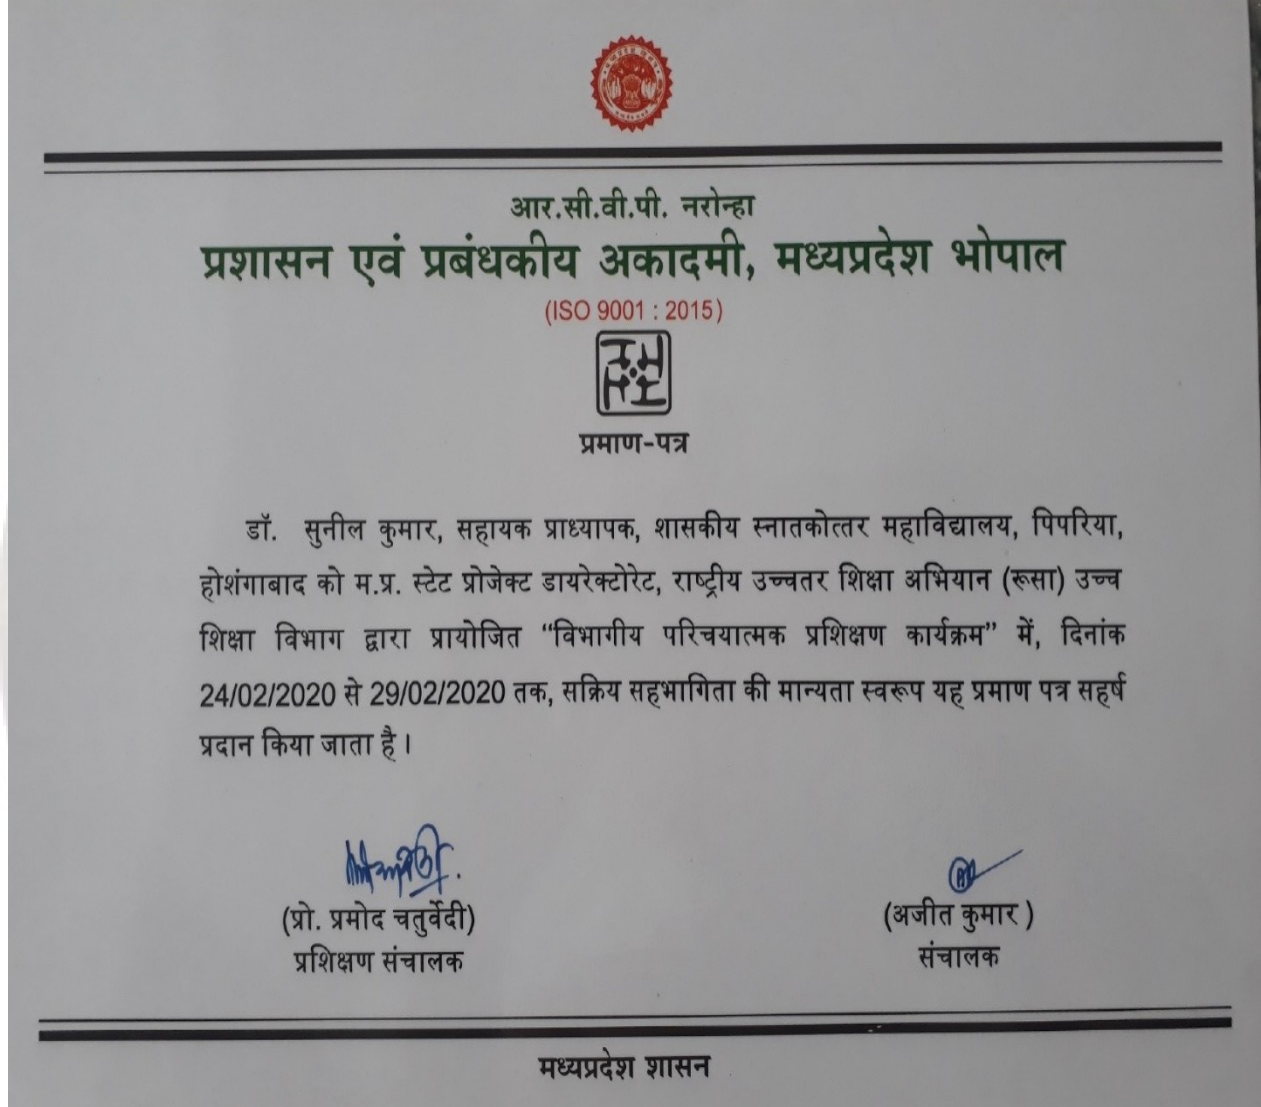 आर.सी.वी.पी. नरोन्हा
प्रशासन एवं प्रबंधकीय अकादमी, मध्यप्रदेश भोपाल
(ISO 9001 : 2015)
प्रमाण-पत्र
डॉ. सुनील कुमार, सहायक प्राध्यापक, शासकीय स्नातकोत्तर महाविद्यालय, पिपरिया,
होशंगाबाद को म.प्र. स्टेट प्रोजेक्ट डायरेक्टोरेट, राष्ट्रीय उच्चतर शिक्षा अभियान (रूसा) उच्च
शिक्षा विभाग द्वारा प्रायोजित “विभागीय परिचयात्मक प्रशिक्षण कार्यक्रम” में, दिनांक
24/02/2020 से 29/02/2020 तक, सक्रिय सहभागिता की मान्यता स्वरूप यह प्रमाण पत्र सहर्ष
प्रदान किया जाता है।
(प्रो. प्रमोद चतुर्वेदी)
प्रशिक्षण संचालक
(अजीत कुमार )
संचालक
मध्यप्रदेश शासन